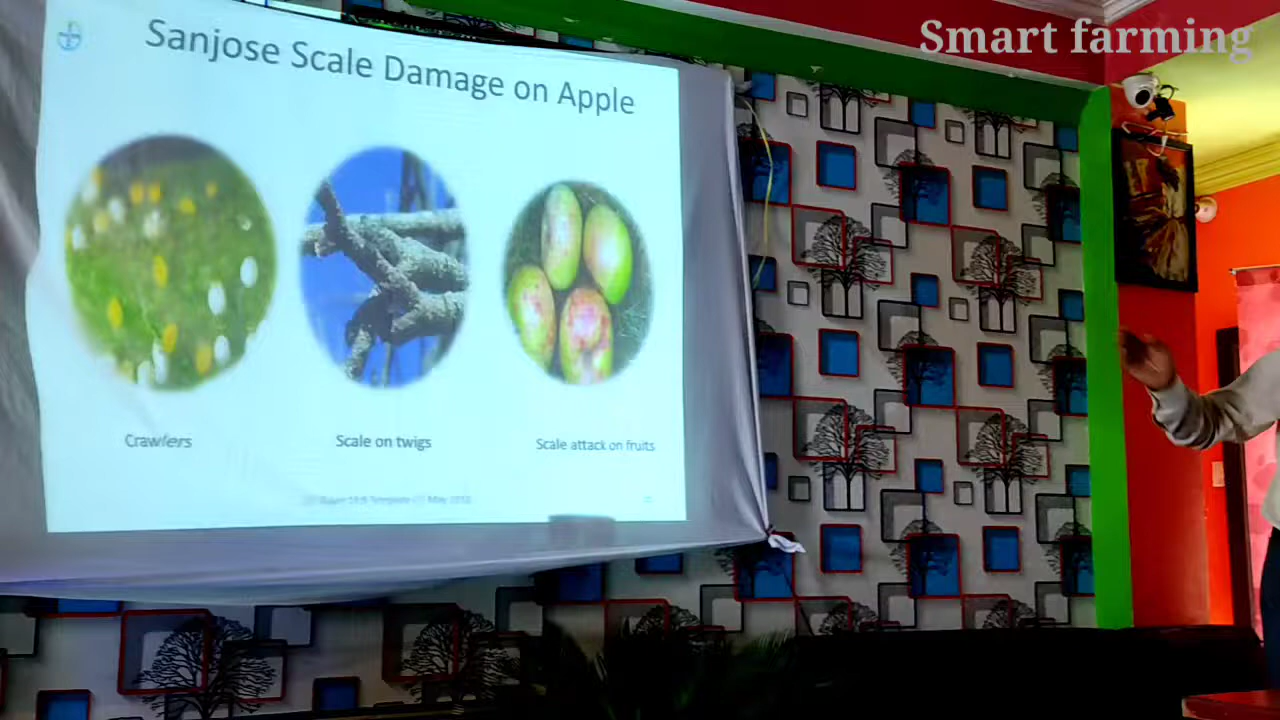 Smart farming
Sanjose Scale Damage on Apple
Crawlers
Scale on twigs
Scale attack on fruits